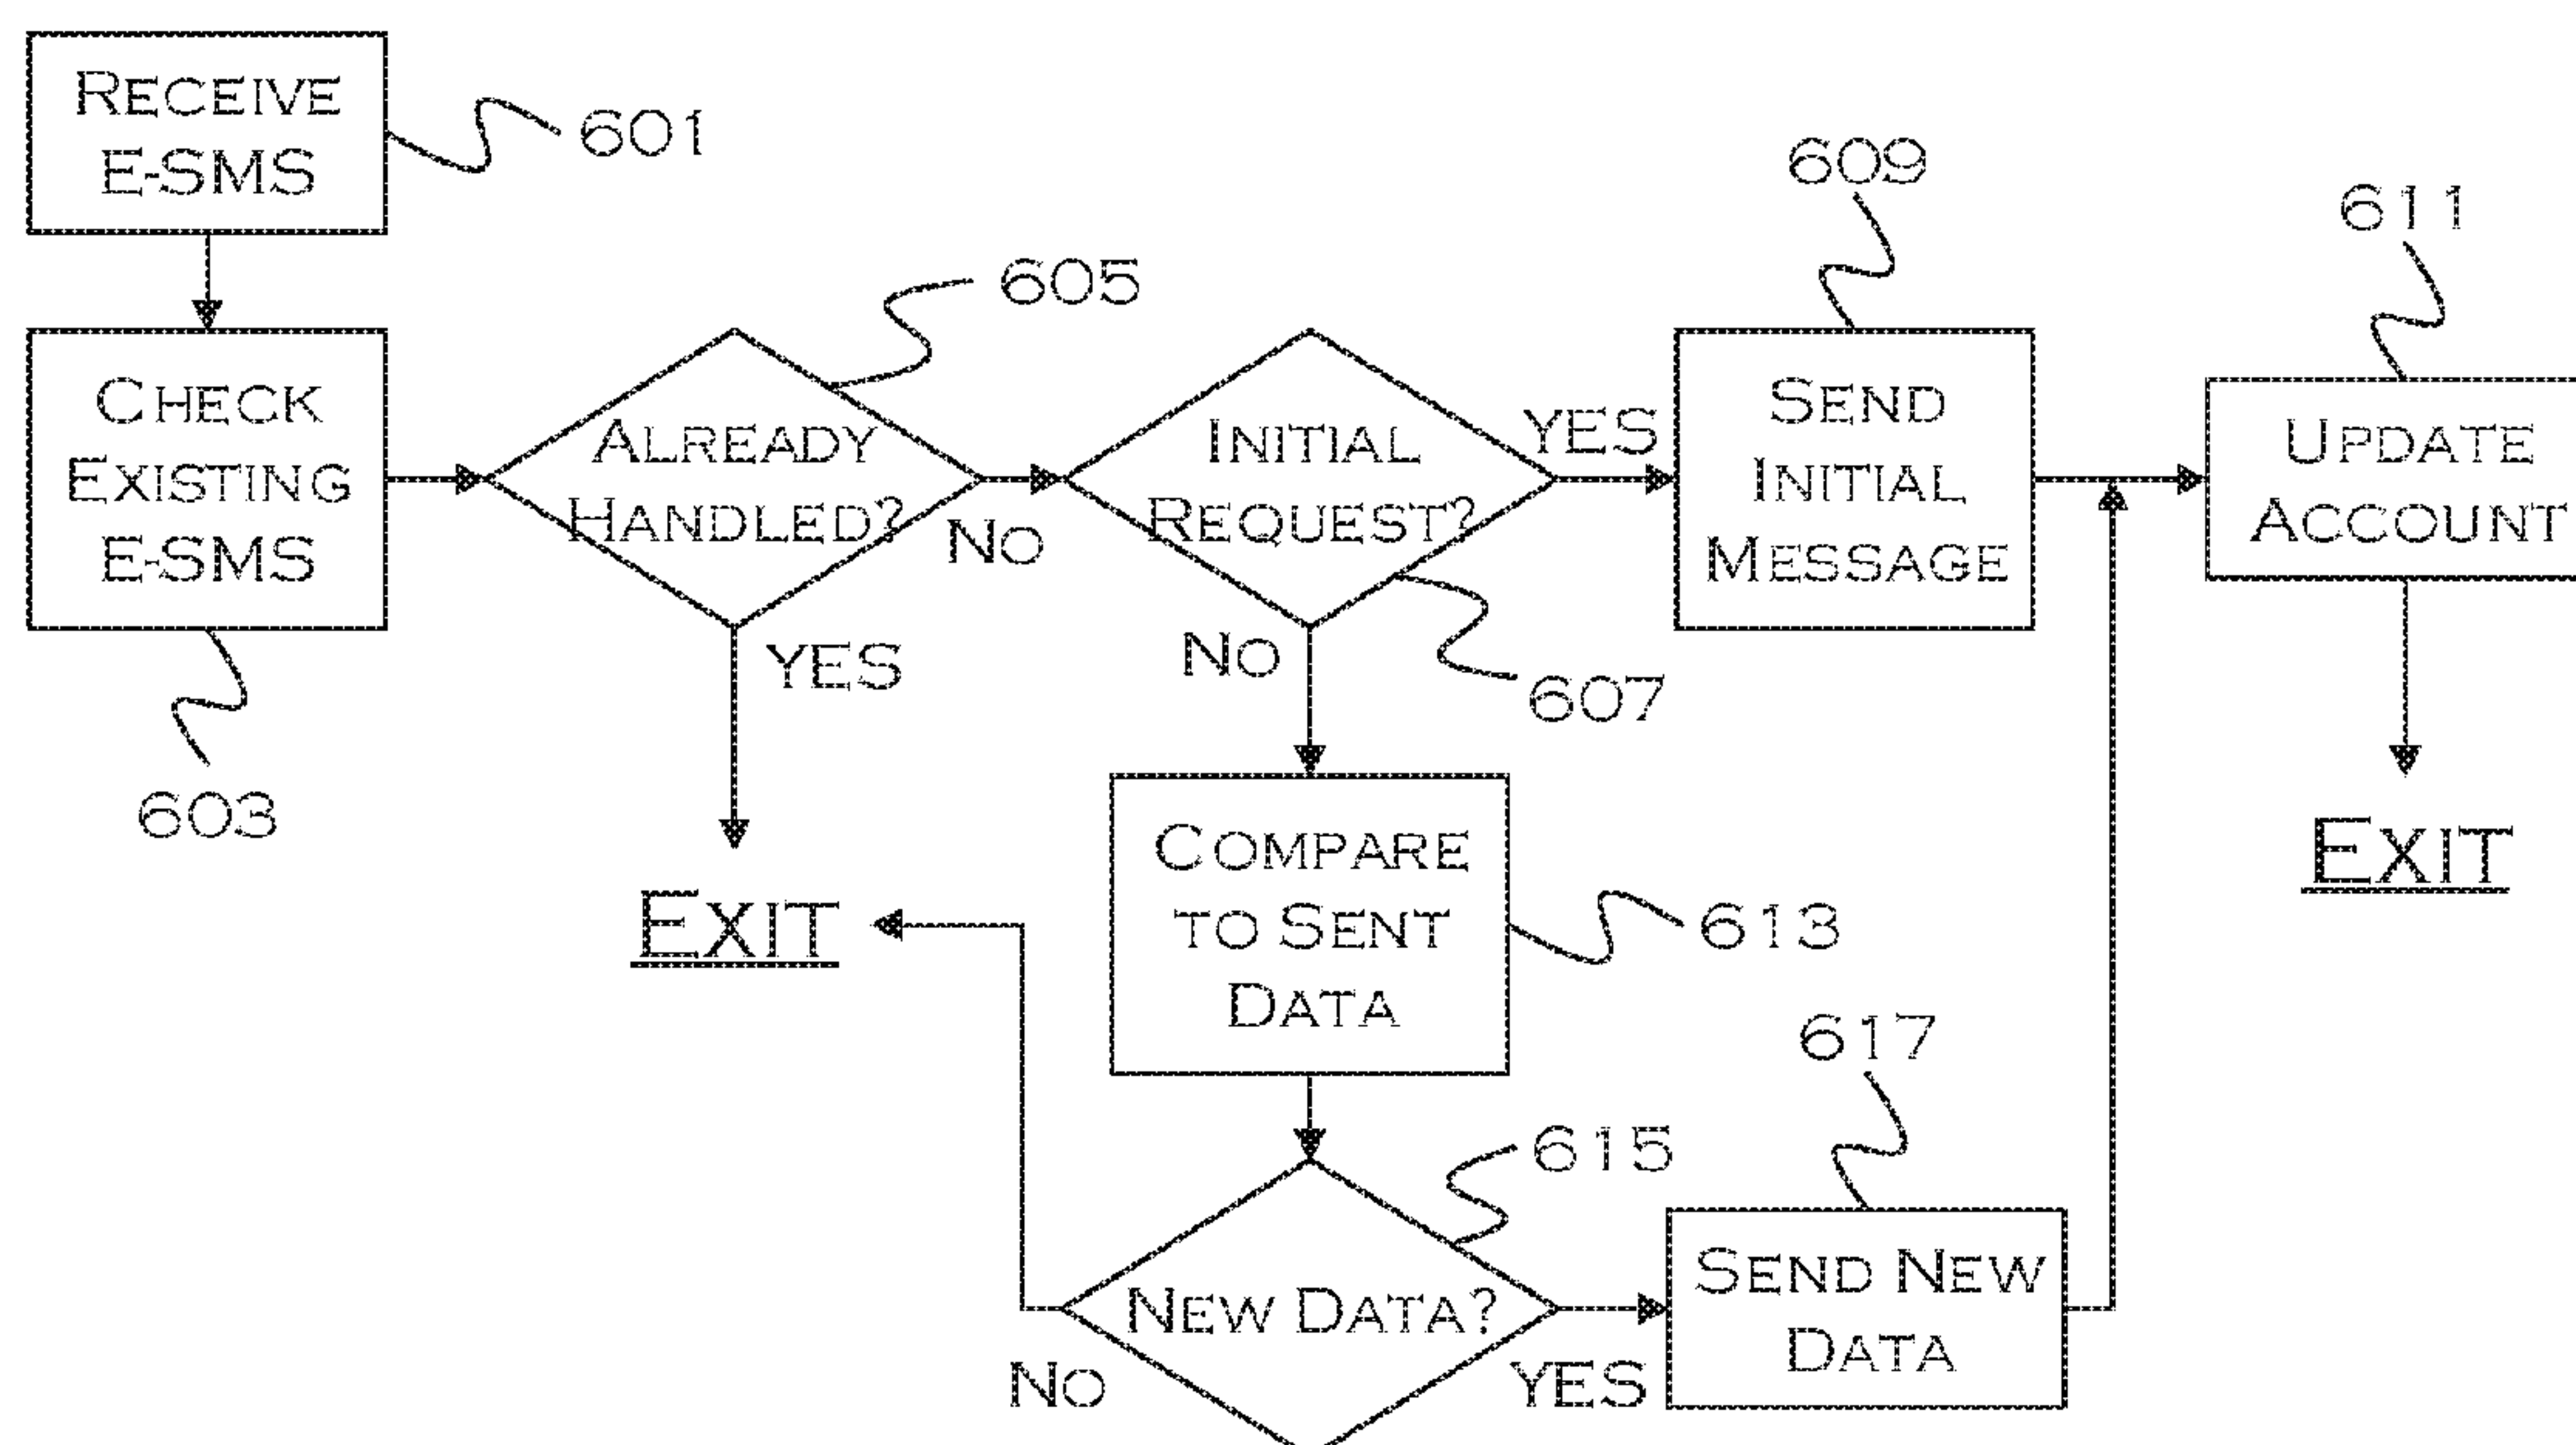 RECEIVE
E-SMS
601
CHECK
EXISTING
E-SMS
603
605
ALREADY
HANDLED?
NO
YES
EXIT
INITIAL
REQUEST?
YES
NO
607
609
SEND
INITIAL
MESSAGE
611
UPDATE
ACCOUNT
EXIT
COMPARE
TO SENT
DATA
613
615
NEW DATA?
NO
YES
617
SEND NEW
DATA